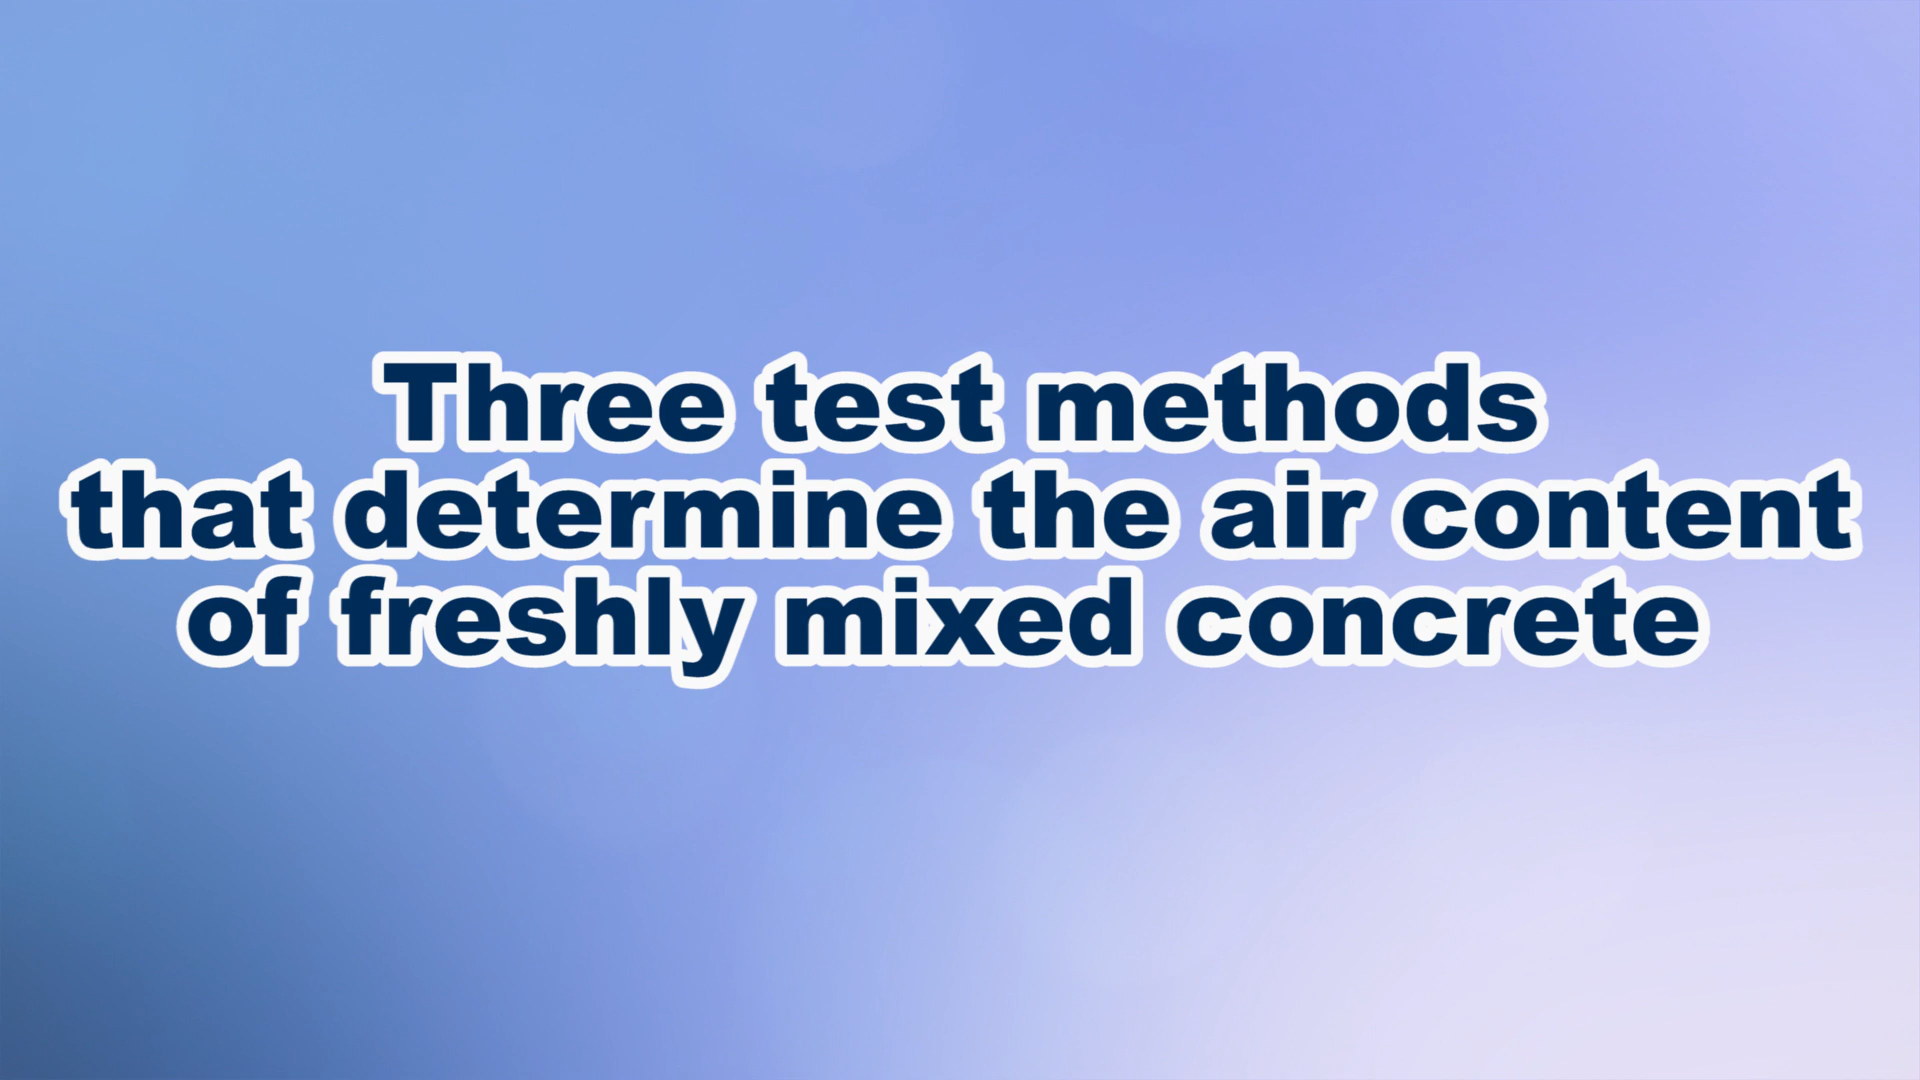 Three test methods
that determine the air content
of freshly mixed concrete